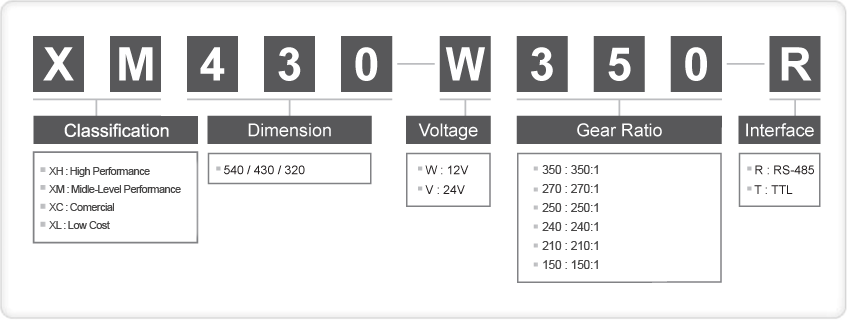 X M 4 3 0 W 3 5 0 R
Classification
XH : High Performance
XM : Midle-Level Performance
XC : Comercial
XL : Low Cost
Dimension
540 / 430 / 320
Voltage
W : 12V
V : 24V
Gear Ratio
350 : 350:1
270 : 270:1
250 : 250:1
240 : 240:1
210 : 210:1
150 : 150:1
Interface
R : RS-485
T : TTL